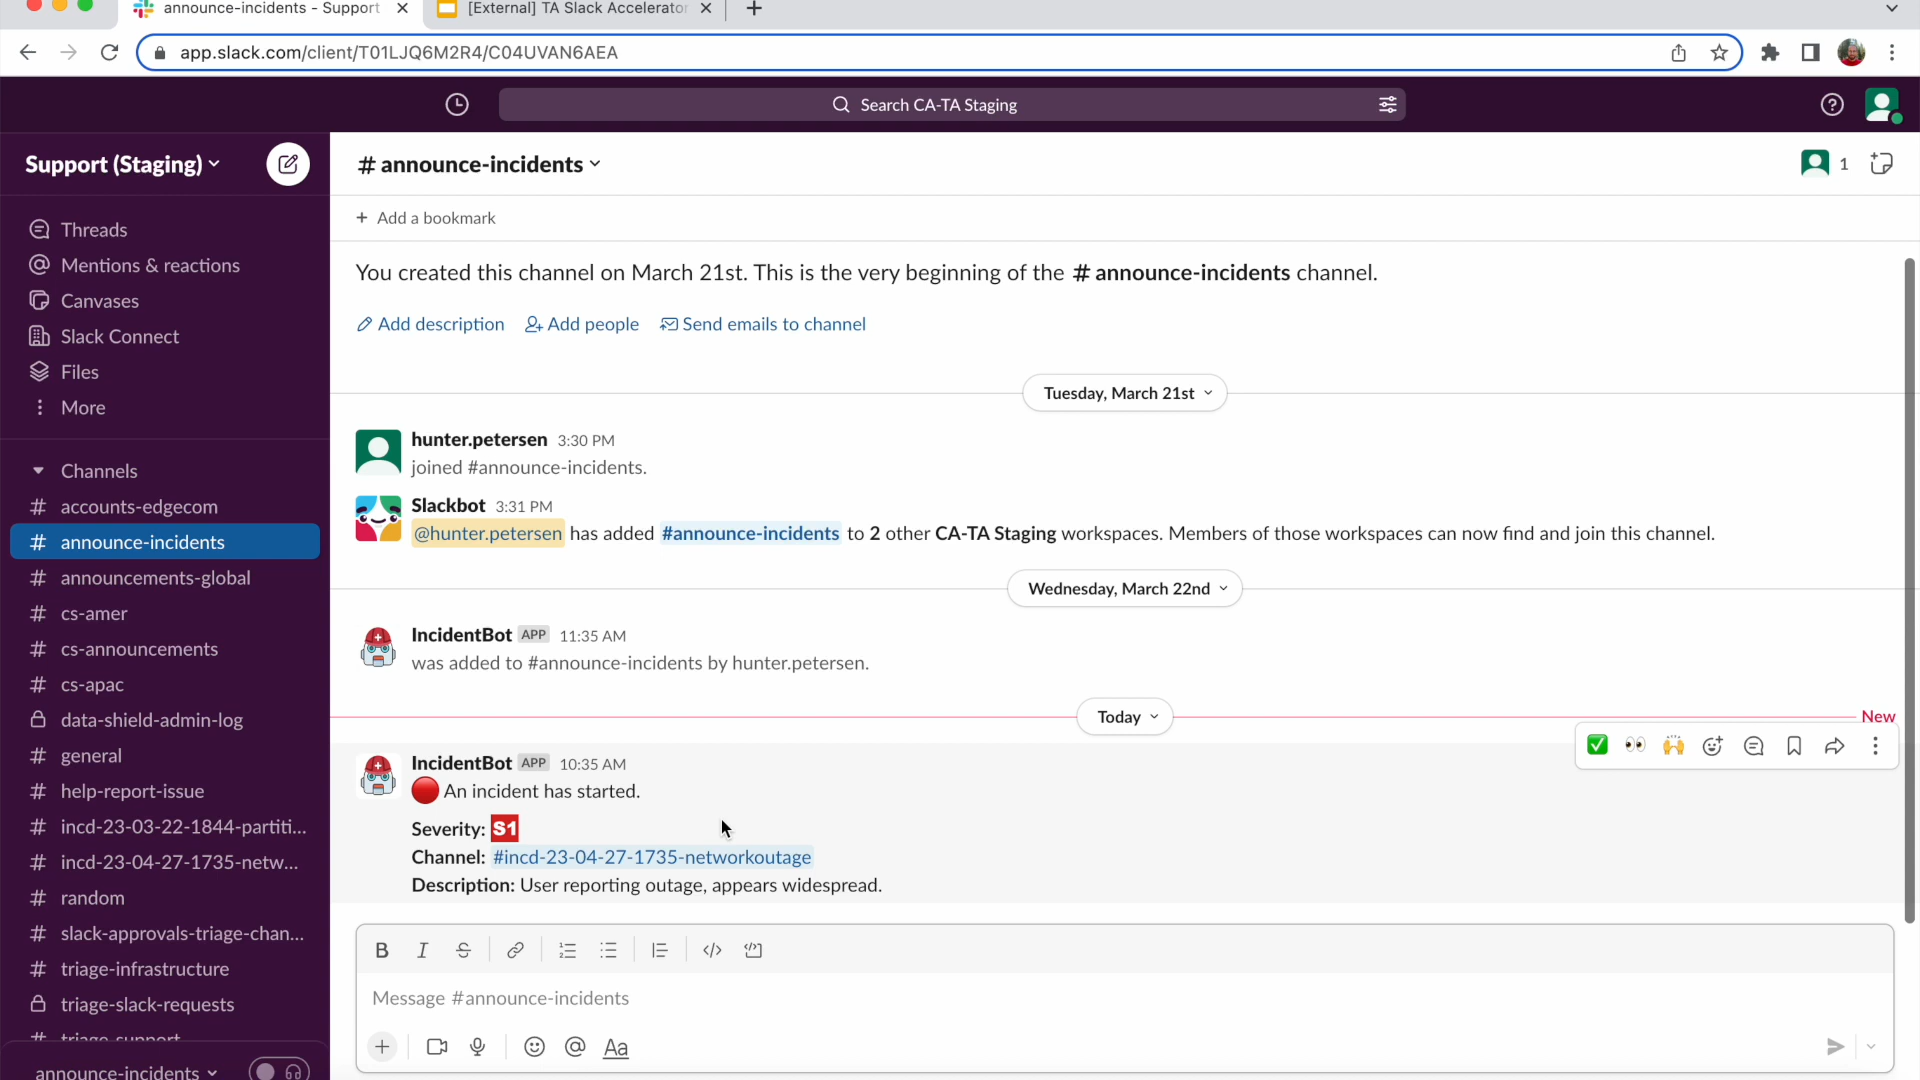 announce-incidents - Support
[External] TA Slack Accelerator
app.slack.com/client/T01LJQ6M2R4/C04UVAN6AEA
Search CA-TA Staging
Support (Staging)
# announce-incidents
1
+ Add a bookmark
Threads
Mentions & reactions
Canvases
Slack Connect
Files
More
Channels
# accounts-edgecom
# announce-incidents
# announcements-global
# cs-amer
# cs-announcements
# cs-apac
data-shield-admin-log
# general
# help-report-issue
# incd-23-03-22-1844-partiti...
# incd-23-04-27-1735-netw...
# random
# slack-approvals-triage-chan...
# triage-infrastructure
triage-slack-requests
# triage-support
announce-incidents
You created this channel on March 21st. This is the very beginning of the # announce-incidents channel.
Add description Add people Send emails to channel
Tuesday, March 21st
hunter.petersen 3:30 PM
joined #announce-incidents.
Slackbot 3:31 PM
@hunter.petersen has added #announce-incidents to 2 other CA-TA Staging workspaces. Members of those workspaces can now find and join this channel.
Wednesday, March 22nd
IncidentBot APP 11:35 AM
was added to #announce-incidents by hunter.petersen.
Today
New
IncidentBot APP 10:35 AM
An incident has started.
Severity: S1
Channel: #incd-23-04-27-1735-networkoutage
Description: User reporting outage, appears widespread.
B I S
Message #announce-incidents
+ @ Aa